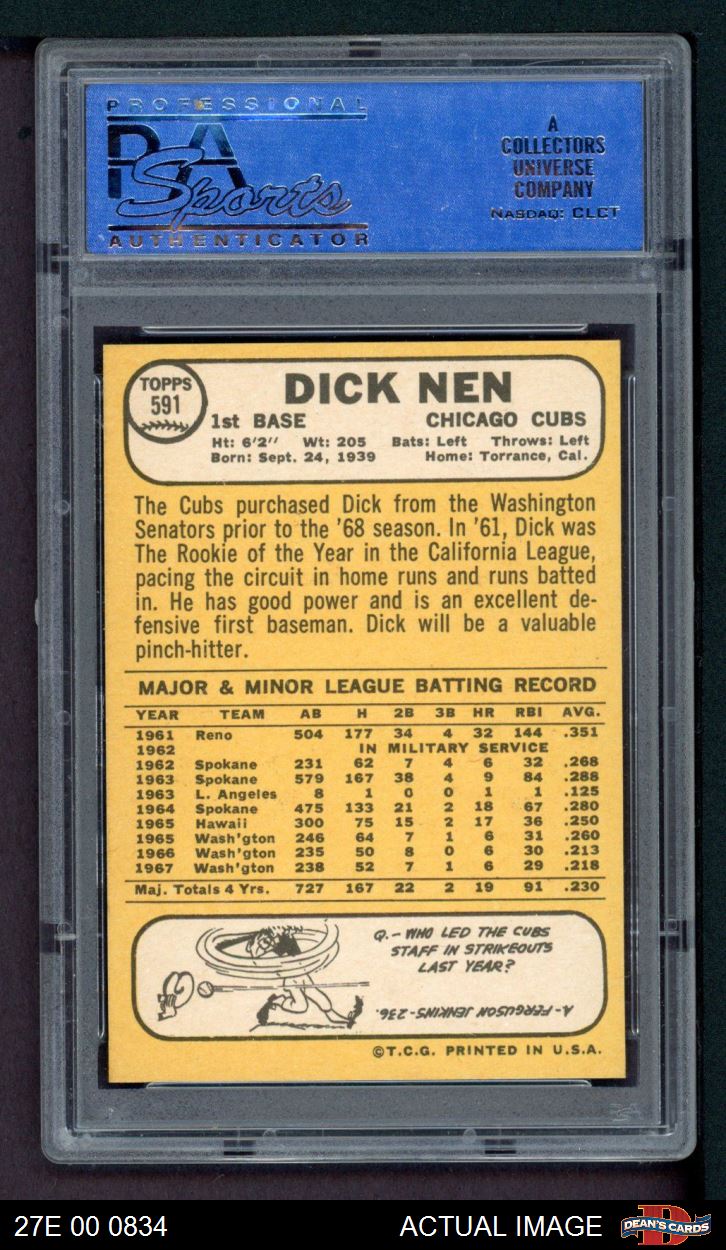 PROFESSIONAL
PSA
Sports
AUTHENTICATOR
A
COLLECTORS
UNIVERSE
COMPANY
NASDAQ: CLCT
TOPPS
591
DICK NEN
1st BASE CHICAGO CUBS
Ht: 6'2" Wt: 205 Bats: Left Throws: Left
Born: Sept. 24, 1939 Home: Torrance, Cal.
The Cubs purchased Dick from the Washington
Senators prior to the '68 season. In '61, Dick was
The Rookie of the Year in the California League,
pacing the circuit in home runs and runs batted
in. He has good power and is an excellent de-
fensive first baseman. Dick will be a valuable
pinch-hitter.
MAJOR & MINOR LEAGUE BATTING RECORD
YEAR TEAM AB H 2B 3B HR RBI AVG.
1961 Reno 504 177 34 4 32 144 .351
1962 IN MILITARY SERVICE
1962 Spokane 231 62 7 4 6 32 .268
1963 Spokane 579 167 38 4 9 84 .288
1963 L. Angeles 8 1 0 0 1 1 .125
1964 Spokane 475 133 21 2 18 67 .280
1965 Hawaii 300 75 15 2 17 36 .250
1965 Wash'gton 246 64 7 1 6 31 .260
1966 Wash'gton 235 50 8 0 6 30 .213
1967 Wash'gton 238 52 7 1 6 29 .218
Maj. Totals 4 Yrs. 727 167 22 2 19 91 .230
Q.- WHO LED THE CUBS
STAFF IN STRIKEOUTS
LAST YEAR?
A-FERGUSON JENKINS-236.
©T.C.G. PRINTED IN U.S.A.
27E 00 0834 ACTUAL IMAGE DEAN'S CARDS